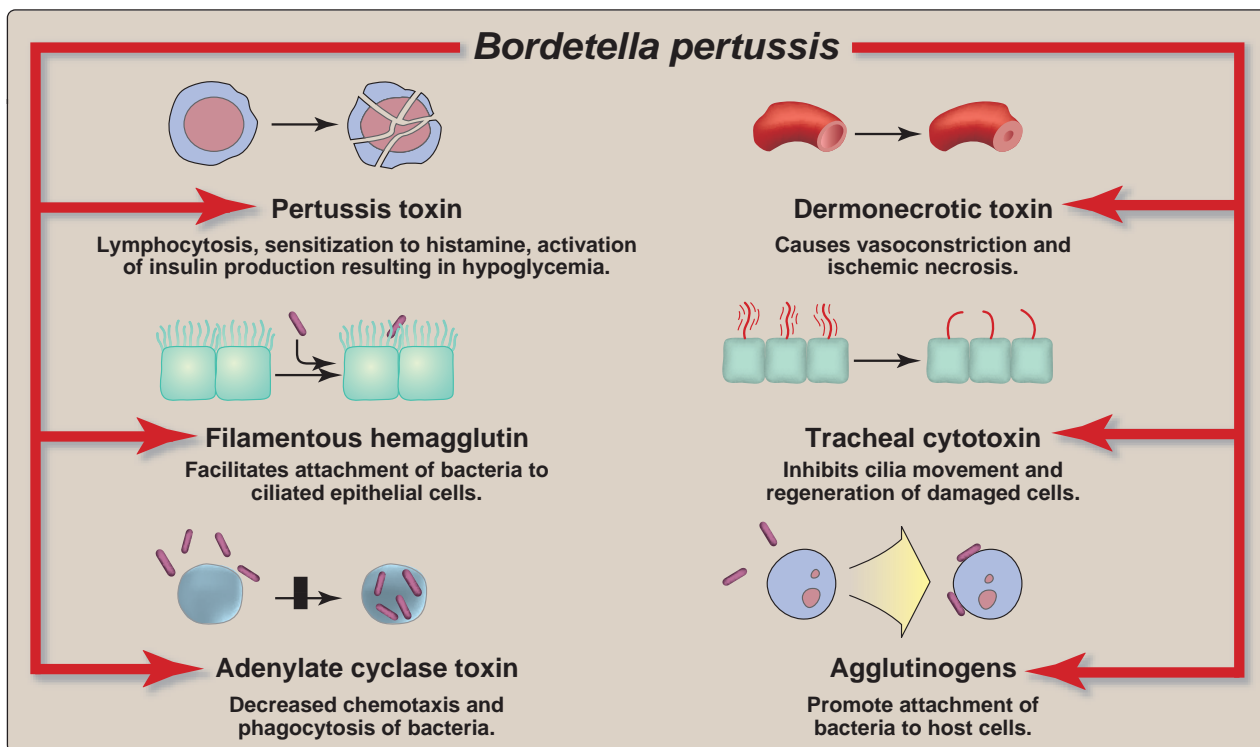 Bordetella pertussis
Pertussis toxin
Lymphocytosis, sensitization to histamine, activation
of insulin production resulting in hypoglycemia.
Dermonecrotic toxin
Causes vasoconstriction and
ischemic necrosis.
Filamentous hemagglutin
Facilitates attachment of bacteria to
ciliated epithelial cells.
Tracheal cytotoxin
Inhibits cilia movement and
regeneration of damaged cells.
Adenylate cyclase toxin
Decreased chemotaxis and
phagocytosis of bacteria.
Agglutinogens
Promote attachment of
bacteria to host cells.